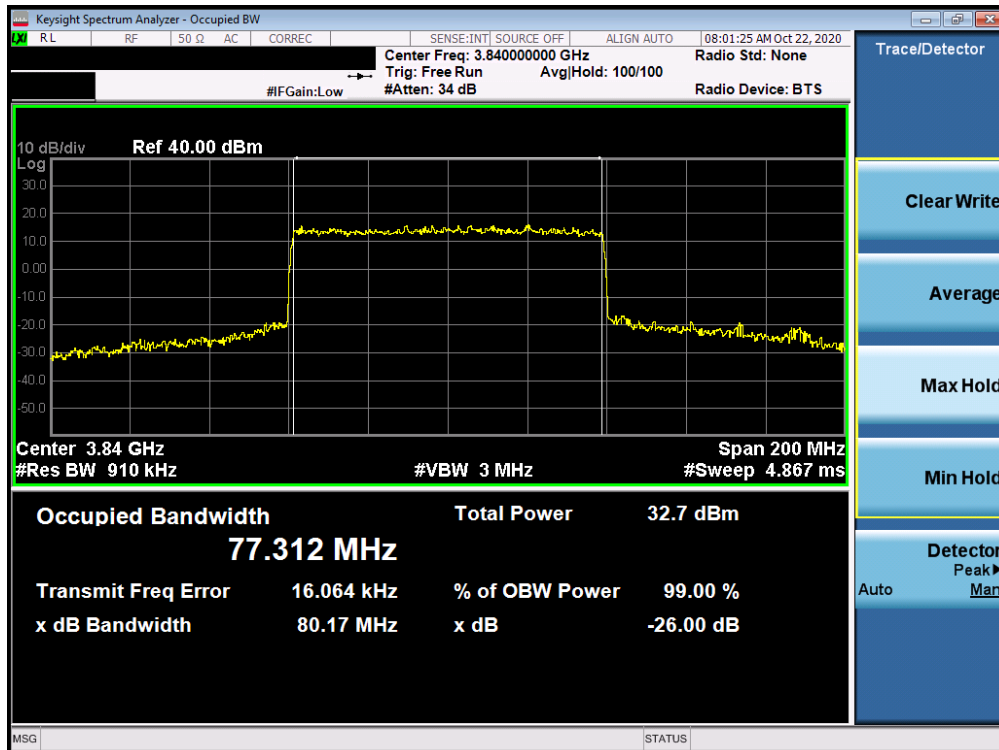 Keysight Spectrum Analyzer - Occupied BW
LXI RL RF 50 Ω AC CORREC SENSE:INT SOURCE OFF ALIGN AUTO 08:01:25 AM Oct 22, 2020
Center Freq: 3.840000000 GHz Radio Std: None
Trig: Free Run Avg|Hold: 100/100
#IFGain:Low #Atten: 34 dB Radio Device: BTS
10 dB/div Ref 40.00 dBm
Log
30.0
20.0
10.0
0.00
-10.0
-20.0
-30.0
-40.0
-50.0
Center 3.84 GHz Span 200 MHz
#Res BW 910 kHz #VBW 3 MHz #Sweep 4.867 ms
Occupied Bandwidth Total Power 32.7 dBm
77.312 MHz
Transmit Freq Error 16.064 kHz % of OBW Power 99.00 %
x dB Bandwidth 80.17 MHz x dB -26.00 dB
MSG STATUS
Trace/Detector
Clear Write
Average
Max Hold
Min Hold
Detector
Peak▶
Auto Man